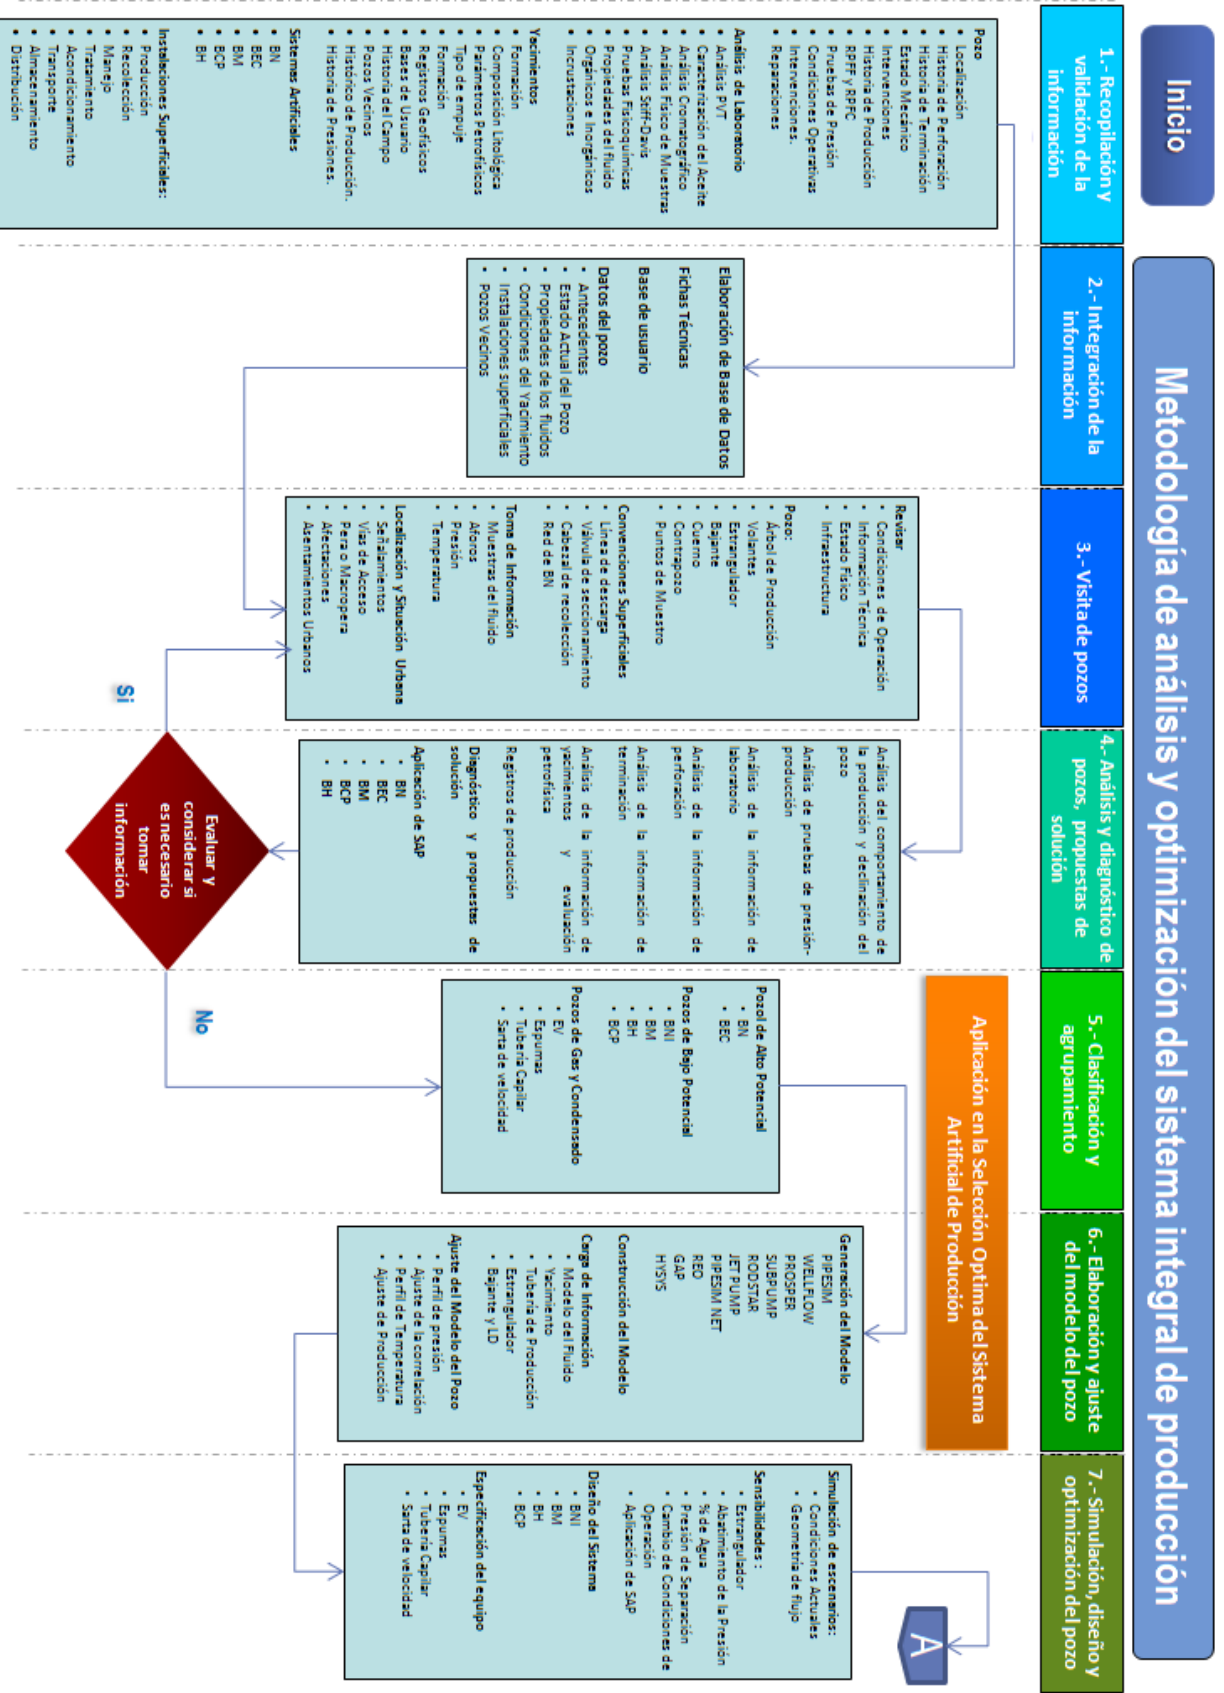 Inicio
Metodología de análisis y optimización del sistema integral de producción
1.- Recopilación y
validación de la
información
2.- Integración de la
información
3.- Visita de pozos
4.- Análisis y diagnóstico de
pozos, propuestas de
solución
5.- Clasificación y
agrupamiento
6.- Elaboración y ajuste
del modelo del pozo
7.- Simulación, diseño y
optimización del pozo
Pozo
• Localización
• Historia de Perforación
• Historia de Terminación
• Estado Mecánico
• Intervenciones
• Historia de Producción
• RPFF y RPFC
• Pruebas de Presión
• Condiciones Operativas
• Intervenciones.
• Reparaciones
Análisis de Laboratorio
• Análisis PVT
• Caracterización del Aceite
• Análisis Cromatográfico
• Análisis Físico de Muestras
• Análisis Stiff-Davis
• Pruebas Fisicoquímicas
• Propiedades del fluido
• Orgánicos e Inorgánicos
• Incrustaciones
Yacimientos
• Formación
• Composición Litológica
• Parámetros Petrofísicos
• Tipo de empuje
• Formación
• Registros Geofísicos
• Bases de Usuario
• Historia del Campo
• Pozos Vecinos
• Histórico de Producción.
• Historia de Presiones.
Sistemas Artificiales
• BN
• BEC
• BM
• BCP
• BH
Instalaciones Superficiales:
• Producción
• Recolección
• Manejo
• Tratamiento
• Acondicionamiento
• Transporte
• Almacenamiento
• Distribución
Elaboración de Base de Datos
Fichas Técnicas
Base de usuario
Datos del pozo
• Antecedentes
• Estado Actual del Pozo
• Propiedades de los fluidos
• Condiciones del Yacimiento
• Instalaciones superficiales
• Pozos Vecinos
Revisar
• Condiciones de Operación
• Información Técnica
• Estado Físico
• Infraestructura
Pozo:
• Árbol de Producción
• Volantes
• Estrangulador
• Bajante
• Cuerno
• Contrapozo
• Puntos de Muestro
Convenciones Superficiales
• Línea de descarga
• Válvula de seccionamiento
• Cabezal de recolección
• Red de BN
Toma de Información
• Muestras del fluido
• Aforos
• Presión
• Temperatura
Localización y Situación Urbana
• Señalamientos
• Vías de Acceso
• Pera o Macropera
• Afectaciones
• Asentamientos Urbanos
Análisis del comportamiento de
la producción y declinación del
pozo
Análisis de pruebas de presión-
producción
Análisis de la información de
laboratorio
Análisis de la información de
perforación
Análisis de la información de
terminación
Análisis de la información de
yacimientos y evaluación
petrofísica
Registros de producción
Diagnóstico y propuestas de
solución
Aplicación de SAP
• BN
• BEC
• BM
• BCP
• BH
Evaluar y
considerar si
es necesario
tomar
información
Si
No
Aplicación en la Selección Optima del Sistema
Artificial de Producción
Pozol de Alto Potencial
• BN
• BEC
Pozos de Bajo Potencial
• BNI
• BM
• BH
• BCP
Pozos de Gas y Condensado
• EV
• Espumas
• Tubería Capilar
• Sarta de velocidad
Generación del Modelo
PIPESIM
WELLFLOW
PROSPER
SUBPUMP
RODSTAR
JET PUMP
PIPESIM NET
REO
GAP
HYSYS
Construcción del Modelo
Carga de Información
• Modelo del Fluido
• Yacimiento
• Tubería de Producción
• Estrangulador
• Bajante y LD
Ajuste del Modelo del Pozo
• Perfil de presión
• Ajuste de la correlación
• Perfil de Temperatura
• Ajuste de Producción
Simulación de escenarios:
• Condiciones Actuales
• Geometría de flujo
Sensibilidades :
• Estrangulador
• Abatimiento de la Presión
• % de Agua
• Presión de Separación
• Cambio de Condiciones de
Operación
• Aplicación de SAP
Diseño del Sistema
• BNI
• BM
• BH
• BCP
Especificación del equipo
• EV
• Espumas
• Tubería Capilar
• Sarta de velocidad
A